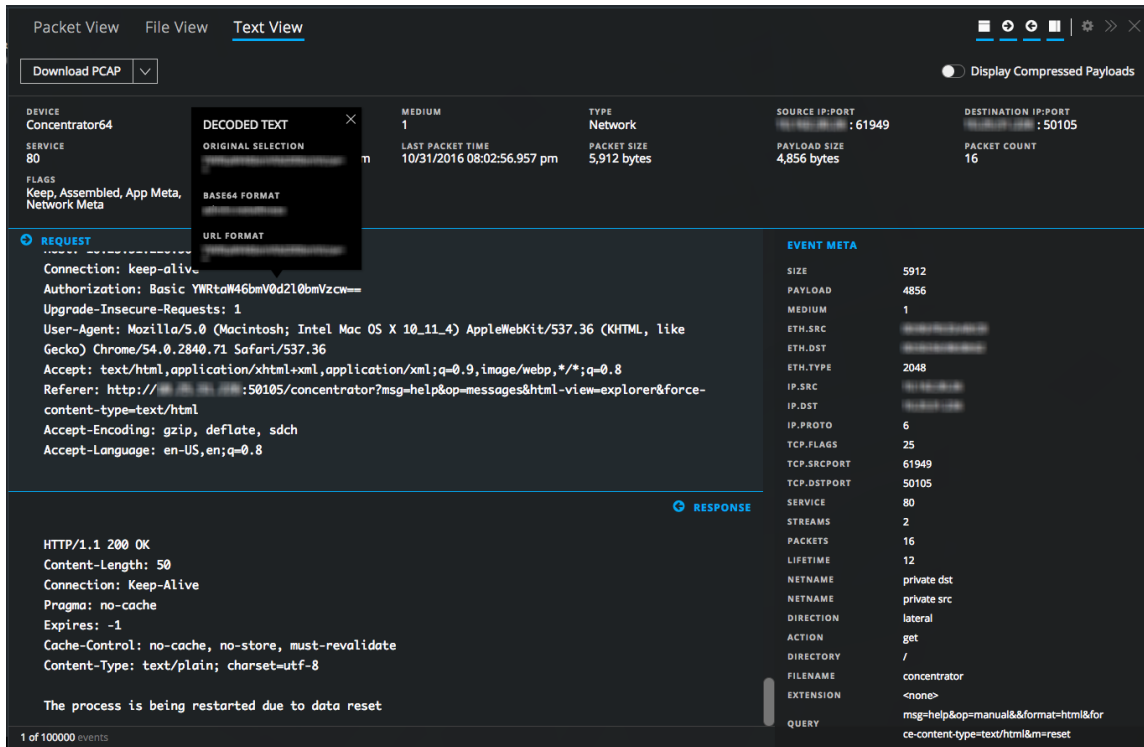 Packet View File View Text View
Download PCAP
Display Compressed Payloads
DEVICE
Concentrator64
MEDIUM
1
TYPE
Network
SOURCE IP:PORT
: 61949
DESTINATION IP:PORT
: 50105
SERVICE
80
m
LAST PACKET TIME
10/31/2016 08:02:56.957 pm
PACKET SIZE
5,912 bytes
PAYLOAD SIZE
4,856 bytes
PACKET COUNT
16
FLAGS
Keep, Assembled, App Meta,
Network Meta
DECODED TEXT
ORIGINAL SELECTION
BASE64 FORMAT
URL FORMAT
REQUEST
Connection: keep-alive
Authorization: Basic YWRtaW46bmV0d2l0bmVzcw==
Upgrade-Insecure-Requests: 1
User-Agent: Mozilla/5.0 (Macintosh; Intel Mac OS X 10_11_4) AppleWebKit/537.36 (KHTML, like
Gecko) Chrome/54.0.2840.71 Safari/537.36
Accept: text/html,application/xhtml+xml,application/xml;q=0.9,image/webp,*/*;q=0.8
Referer: http:// :50105/concentrator?msg=help&op=messages&html-view=explorer&force-
content-type=text/html
Accept-Encoding: gzip, deflate, sdch
Accept-Language: en-US,en;q=0.8
RESPONSE
HTTP/1.1 200 OK
Content-Length: 50
Connection: Keep-Alive
Pragma: no-cache
Expires: -1
Cache-Control: no-cache, no-store, must-revalidate
Content-Type: text/plain; charset=utf-8
The process is being restarted due to data reset
1 of 100000 events
EVENT META
SIZE 5912
PAYLOAD 4856
MEDIUM 1
ETH.SRC
ETH.DST
ETH.TYPE 2048
IP.SRC
IP.DST
IP.PROTO 6
TCP.FLAGS 25
TCP.SRCPORT 61949
TCP.DSTPORT 50105
SERVICE 80
STREAMS 2
PACKETS 16
LIFETIME 12
NETNAME private dst
NETNAME private src
DIRECTION lateral
ACTION get
DIRECTORY /
FILENAME concentrator
EXTENSION <none>
QUERY msg=help&op=manual&&format=html&for
ce-content-type=text/html&m=reset